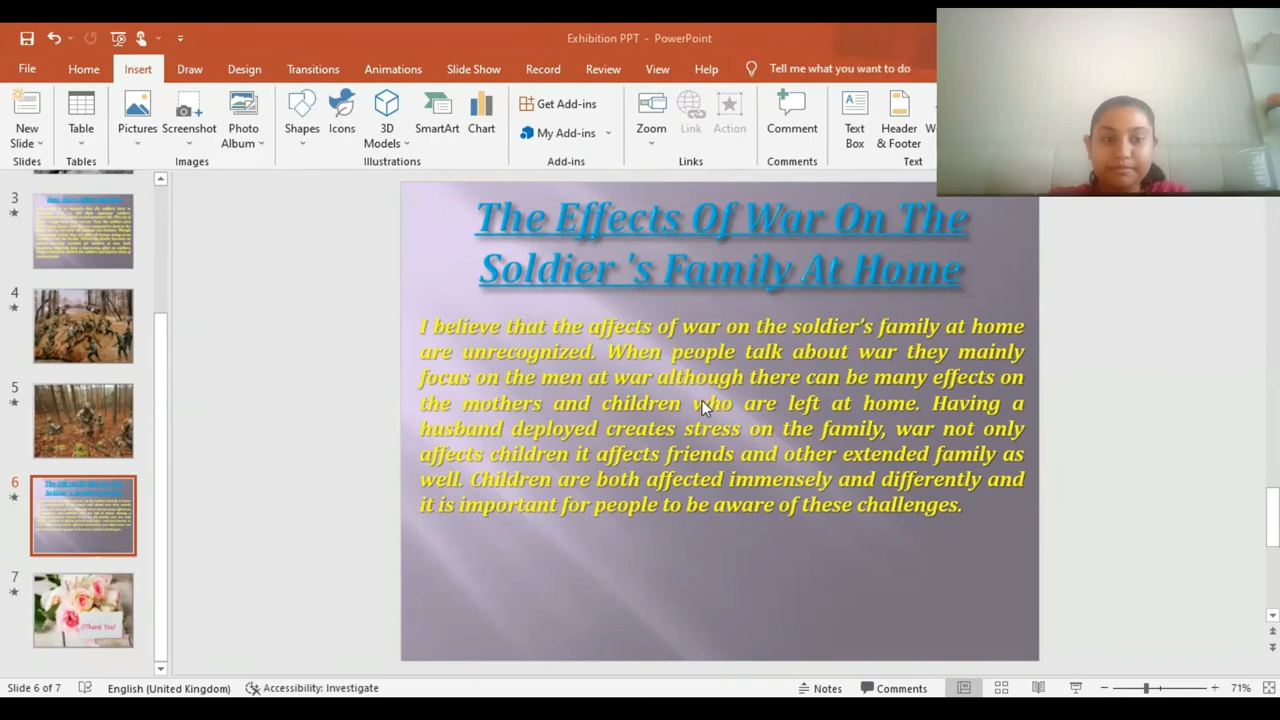 Exhibition PPT - PowerPoint
File Home Insert Draw Design Transitions Animations Slide Show Record Review View Help Tell me what you want to do
New Slide Table Pictures Screenshot Photo Album Shapes Icons 3D Models SmartArt Chart Get Add-ins My Add-ins Zoom Link Action Comment Text Box Header & Footer
Slides Tables Images Illustrations Add-ins Links Comments Text
3
4
5
6
7
Thank You!
The Effects Of War On The
Soldier 's Family At Home
I believe that the affects of war on the soldier's family at home
are unrecognized. When people talk about war they mainly
focus on the men at war although there can be many effects on
the mothers and children who are left at home. Having a
husband deployed creates stress on the family, war not only
affects children it affects friends and other extended family as
well. Children are both affected immensely and differently and
it is important for people to be aware of these challenges.
Slide 6 of 7 English (United Kingdom) Accessibility: Investigate Notes Comments 71%